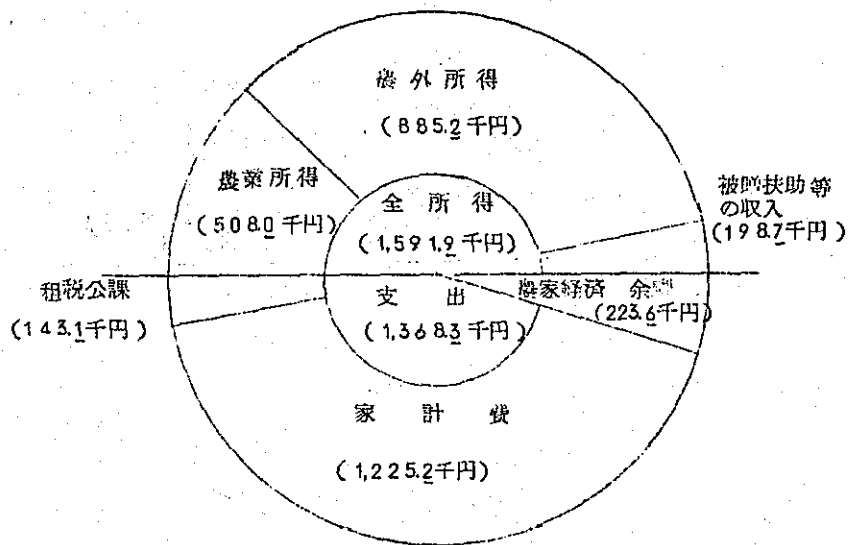 農外所得
(885.2千円)
農業所得
(508.0千円)
全所得
(1,591.9千円)
被贈扶助等
の収入
(198.7千円)
租税公課
(143.1千円)
支出
(1,368.3千円)
農家経済 余
(223.6千円)
家計費
(1,225.2千円)